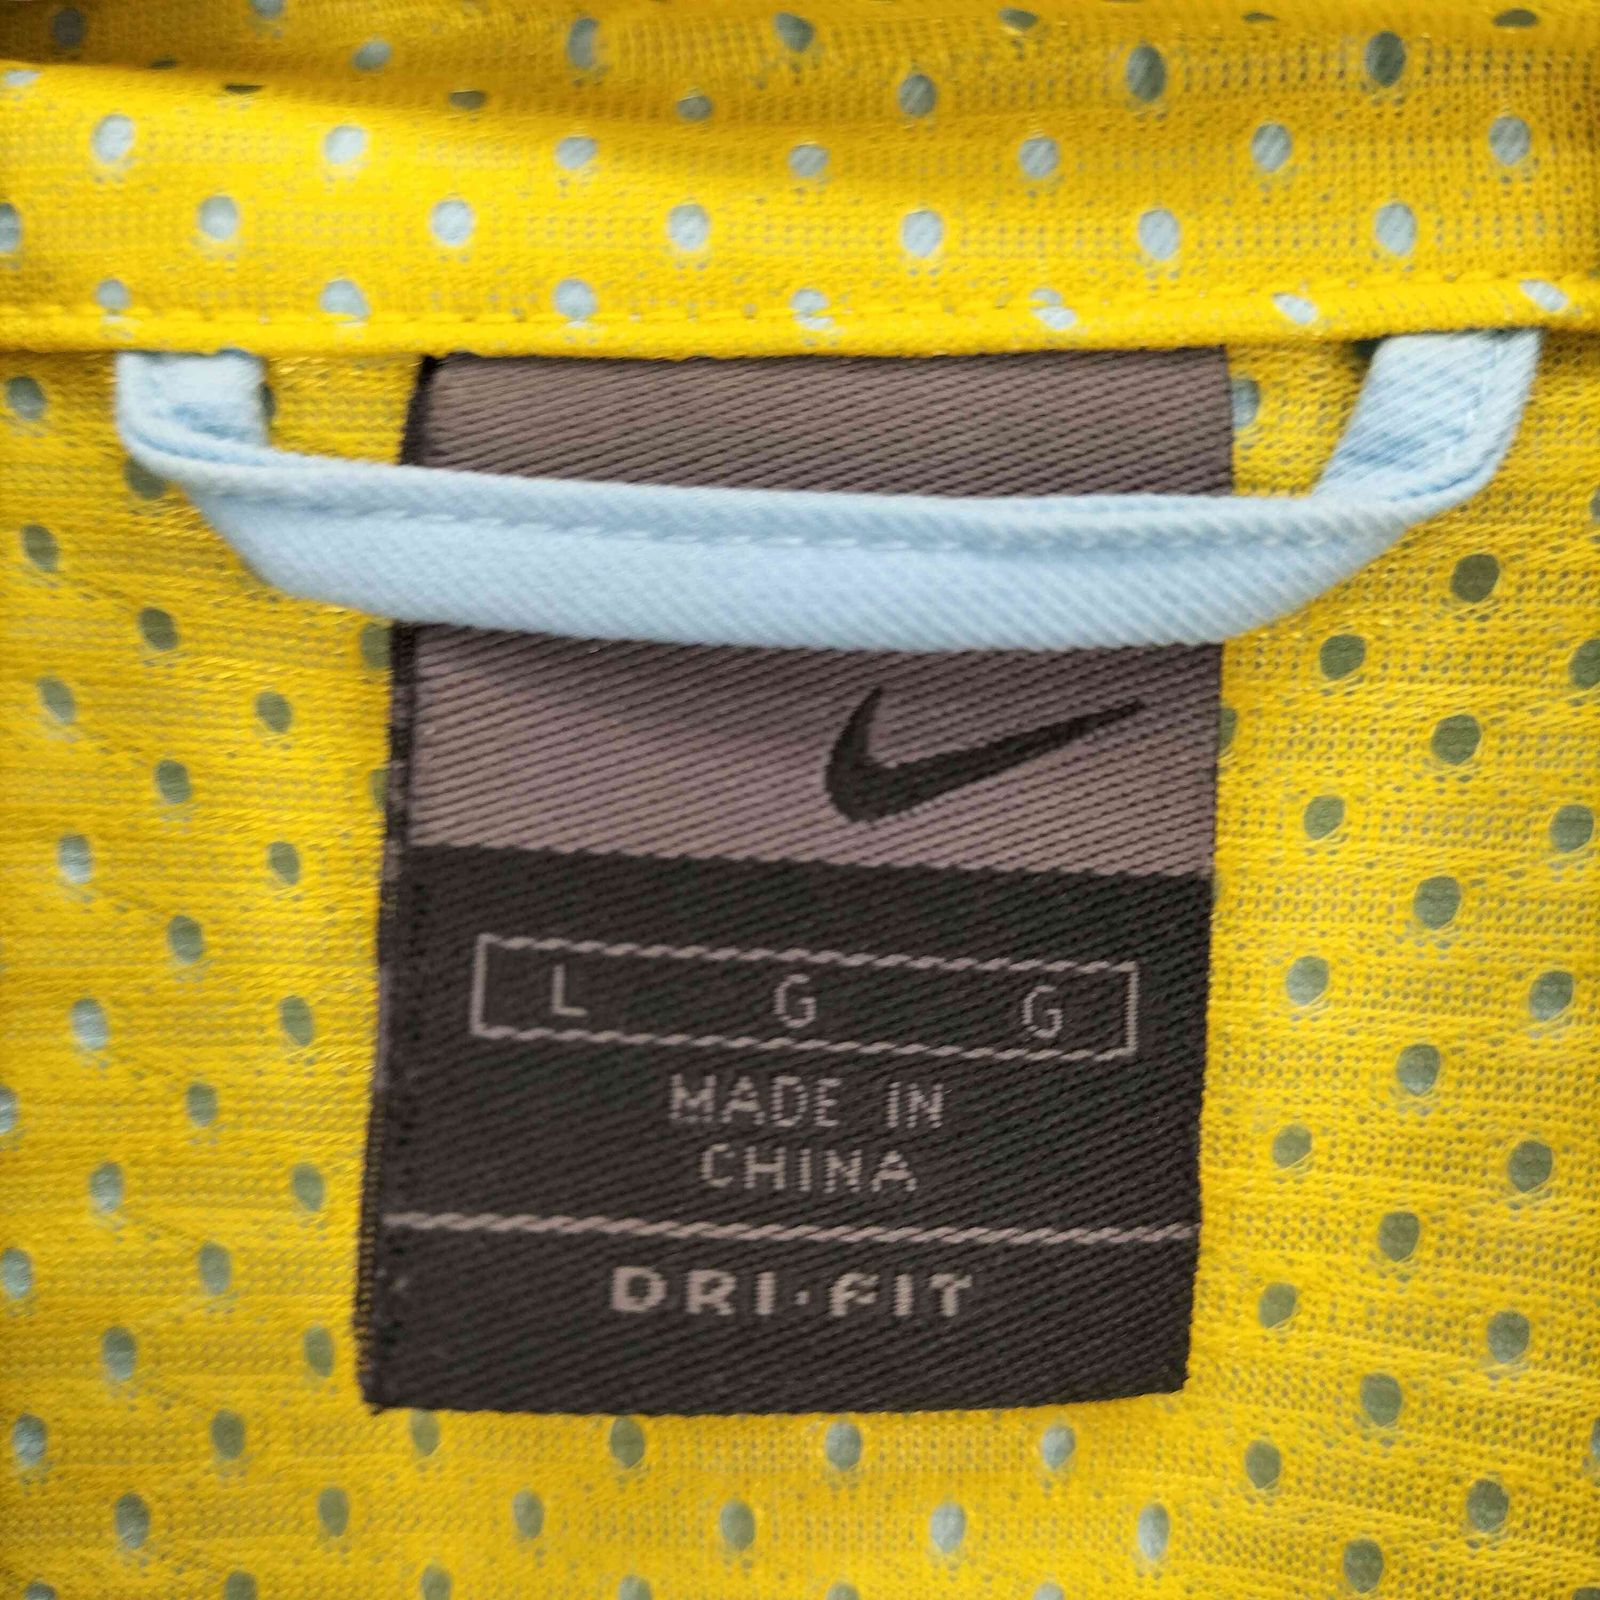 L G G
MADE IN
CHINA
DRI·FIT